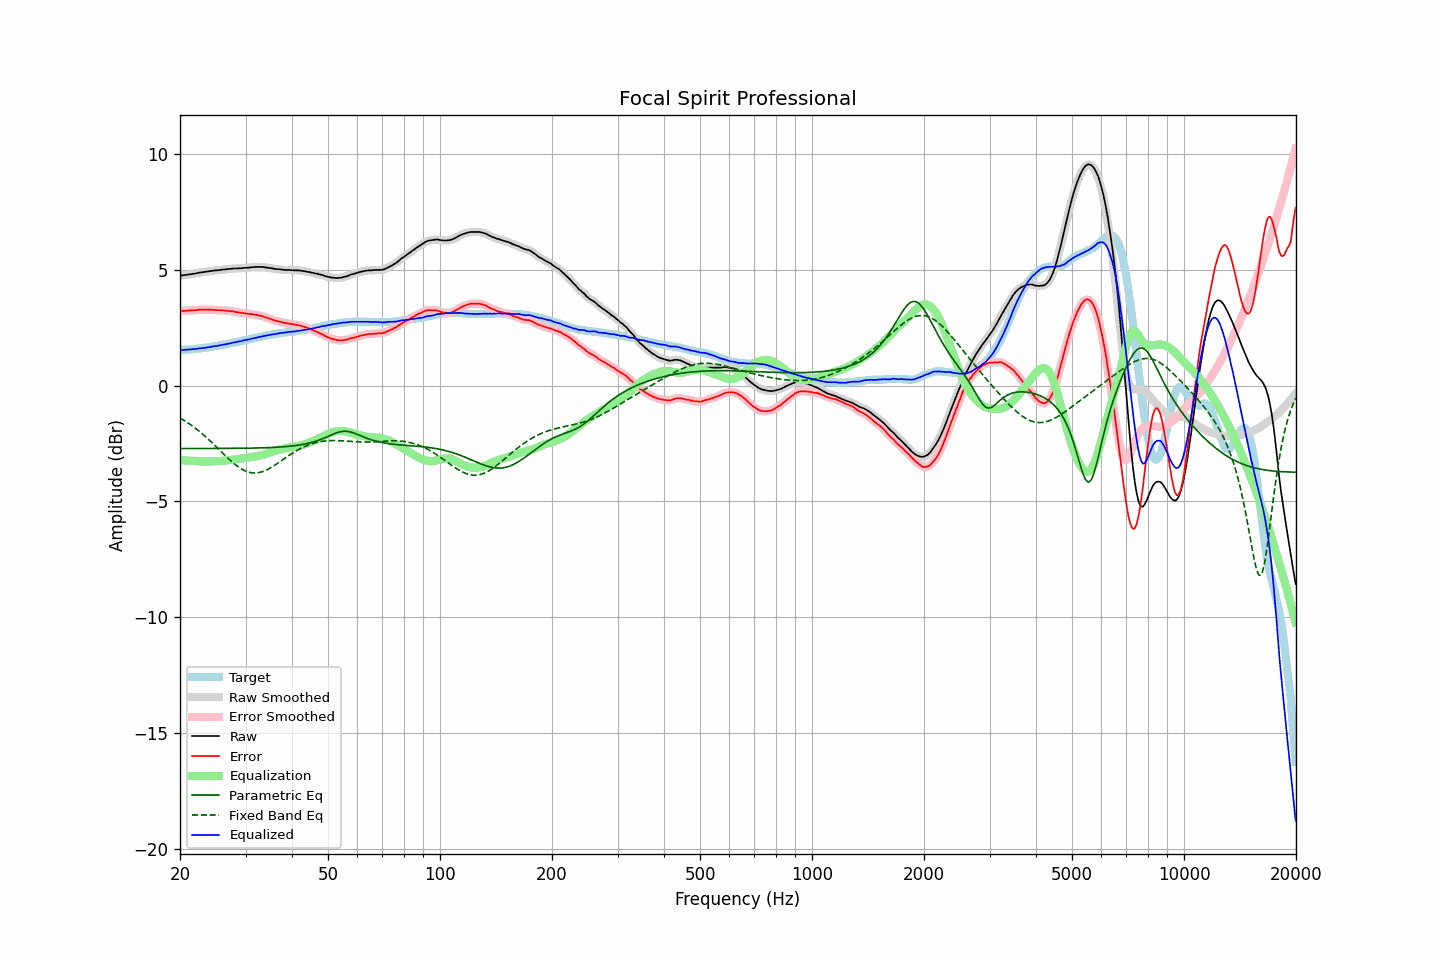 Focal Spirit Professional
Amplitude (dBr)
10
5
0
−5
−10
−15
−20
Target
Raw Smoothed
Error Smoothed
Raw
Error
Equalization
Parametric Eq
Fixed Band Eq
Equalized
20 50 100 200 500 1000 2000 5000 10000 20000
Frequency (Hz)